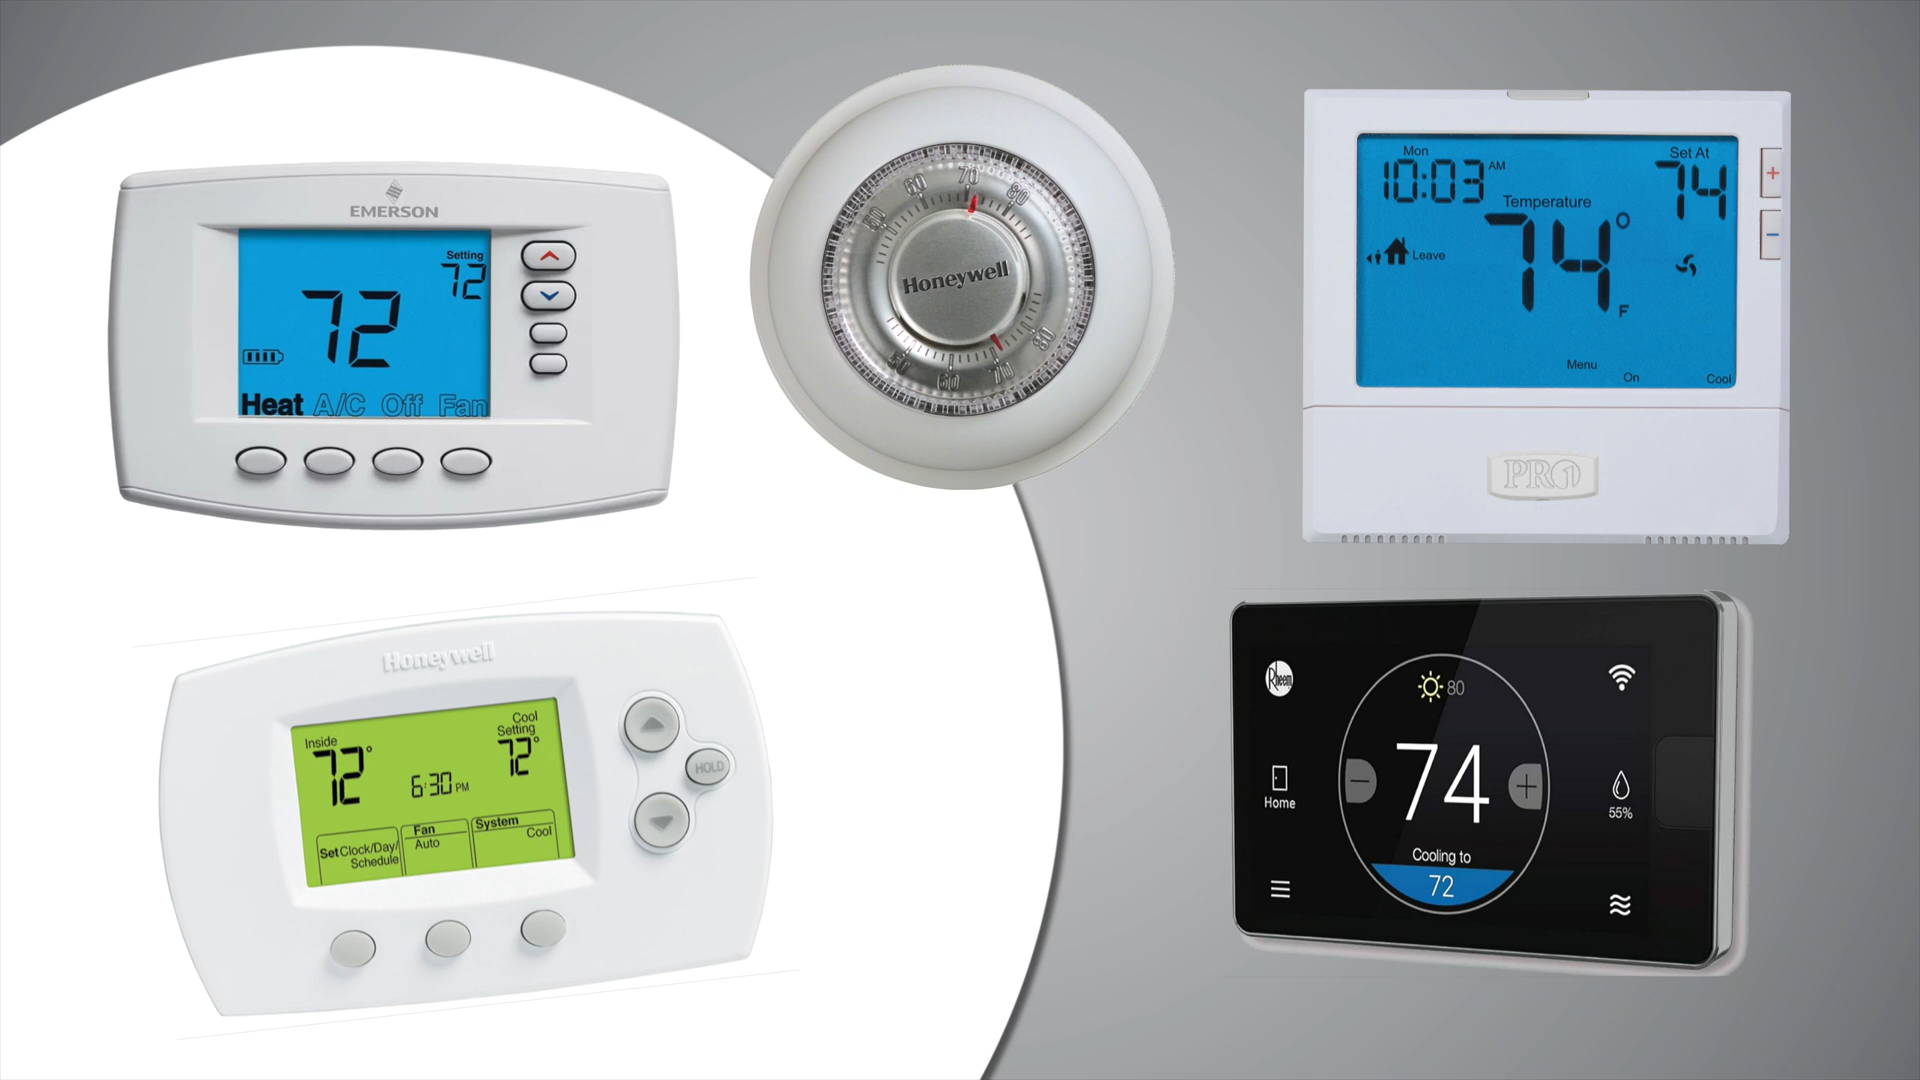 EMERSON
Setting
72
72
Heat A/C Off Fan
60 70 80
50
Honeywell
80
50 60 70
Mon
10:03 AM
Set At
74
Temperature
74° F
Leave
Menu
On
Cool
PRO1
Honeywell
Inside
72°
Cool
Setting
72°
6:30 PM
Set Clock/Day/
Schedule
Fan
Auto
System
Cool
HOLD
Rheem
80
74
Home
55%
Cooling to
72